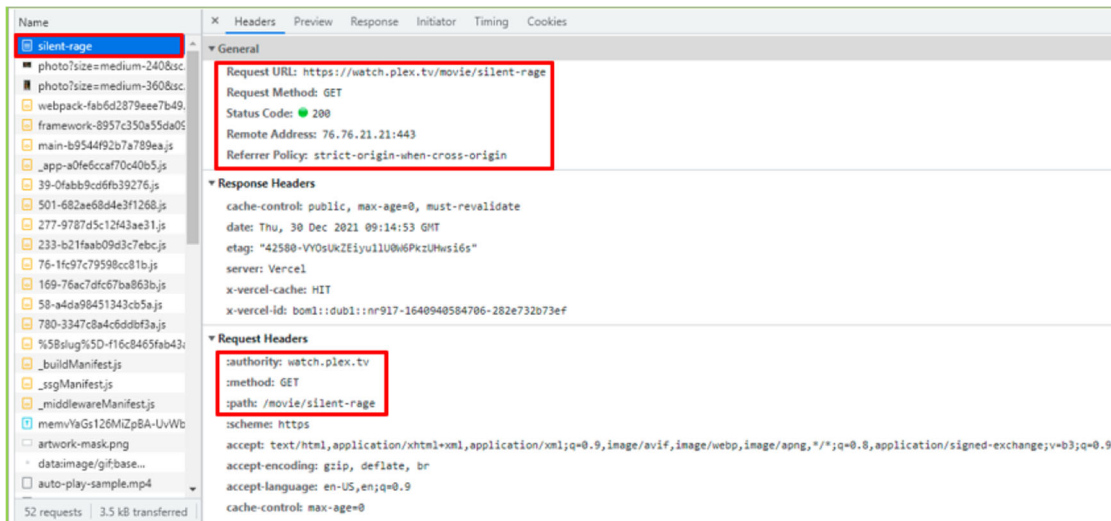 Name
silent-rage
photo?size=medium-240&sc.
photo?size=medium-360&sc.
webpack-fab6d2879eee7b49.
framework-8957c350a55da09
main-b9544f92b7a789ea.js
_app-a0fe6ccaf70c40b5.js
39-0fabb9cd6fb39276.js
501-682ae68d4e3f1268.js
277-9787d5c12f43ae31.js
233-b21faab09d3c7ebc.js
76-1fc97c79598cc81b.js
169-76ac7dfc67ba863b.js
58-a4da98451343cb5a.js
780-3347c8a4c6ddbf3a.js
%5Bslug%5D-f16c8465fab43a
_buildManifest.js
_ssgManifest.js
_middlewareManifest.js
memvYaGs126MiZpBA-UvWb
artwork-mask.png
data:image/gif;base...
auto-play-sample.mp4
52 requests 3.5 kB transferred
× Headers Preview Response Initiator Timing Cookies
General
Request URL: https://watch.plex.tv/movie/silent-rage
Request Method: GET
Status Code: 200
Remote Address: 76.76.21.21:443
Referrer Policy: strict-origin-when-cross-origin
Response Headers
cache-control: public, max-age=0, must-revalidate
date: Thu, 30 Dec 2021 09:14:53 GMT
etag: "42580-VYOsUkZEiyu1lU0W6PkzUHwsi6s"
server: Vercel
x-vercel-cache: HIT
x-vercel-id: bom1::dub1::nr917-1640940584706-282e732b73ef
Request Headers
:authority: watch.plex.tv
:method: GET
:path: /movie/silent-rage
:scheme: https
accept: text/html,application/xhtml+xml,application/xml;q=0.9,image/avif,image/webp,image/apng,*/*;q=0.8,application/signed-exchange;v=b3;q=0.9
accept-encoding: gzip, deflate, br
accept-language: en-US,en;q=0.9
cache-control: max-age=0